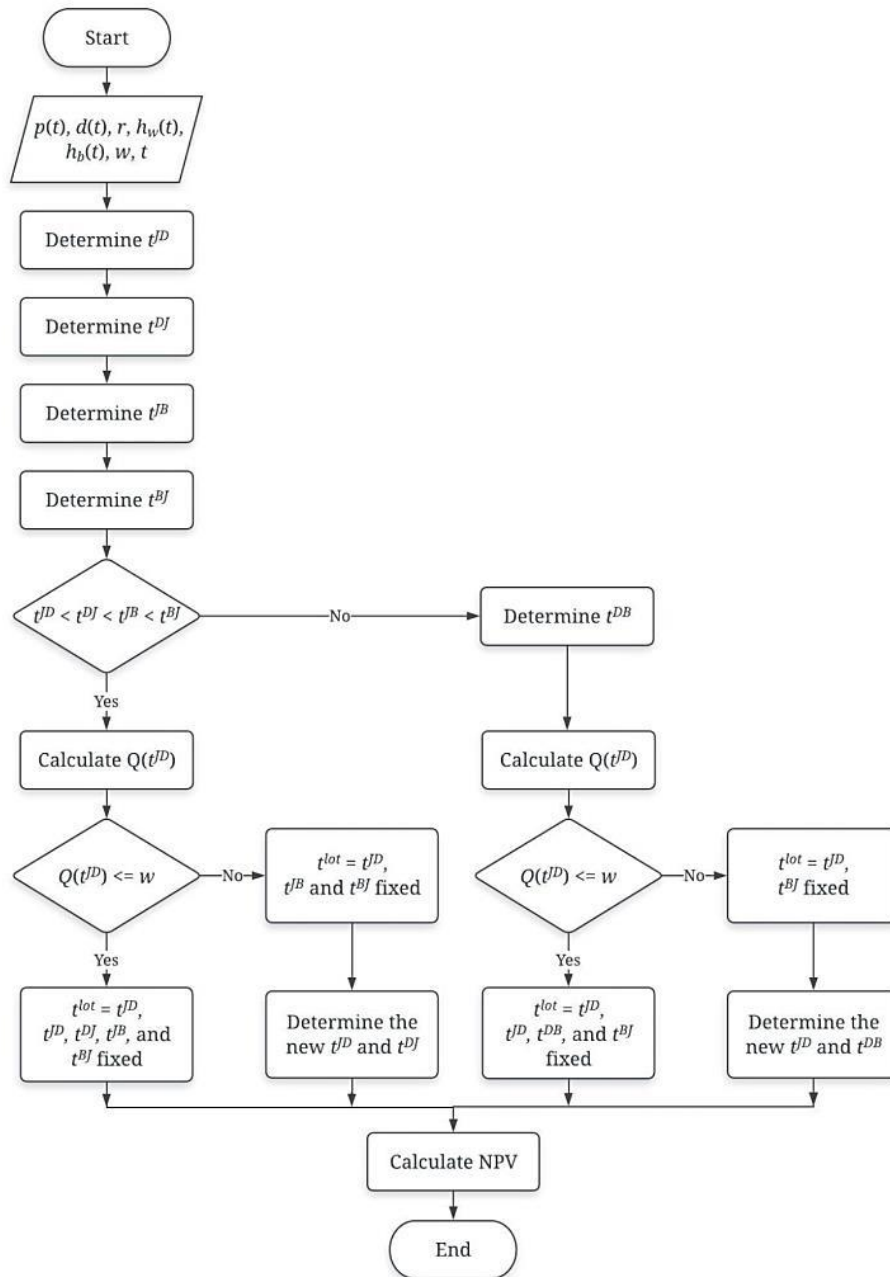 Start
p(t), d(t), r, h_w(t),
h_b(t), w, t
Determine t^{JD}
Determine t^{DJ}
Determine t^{JB}
Determine t^{BJ}
t^{JD} < t^{DJ} < t^{JB} < t^{BJ}
No
Determine t^{DB}
Yes
Calculate Q(t^{JD})
Calculate Q(t^{JD})
Q(t^{JD}) <= w
No
t^{lot} = t^{JD},
t^{JB} and t^{BJ} fixed
Q(t^{JD}) <= w
No
t^{lot} = t^{JD},
t^{BJ} fixed
Yes
Yes
t^{lot} = t^{JD},
t^{JD}, t^{DJ}, t^{JB}, and
t^{BJ} fixed
Determine the
new t^{JD} and t^{DJ}
t^{lot} = t^{JD},
t^{JD}, t^{DB}, and t^{BJ}
fixed
Determine the
new t^{JD} and t^{DB}
Calculate NPV
End